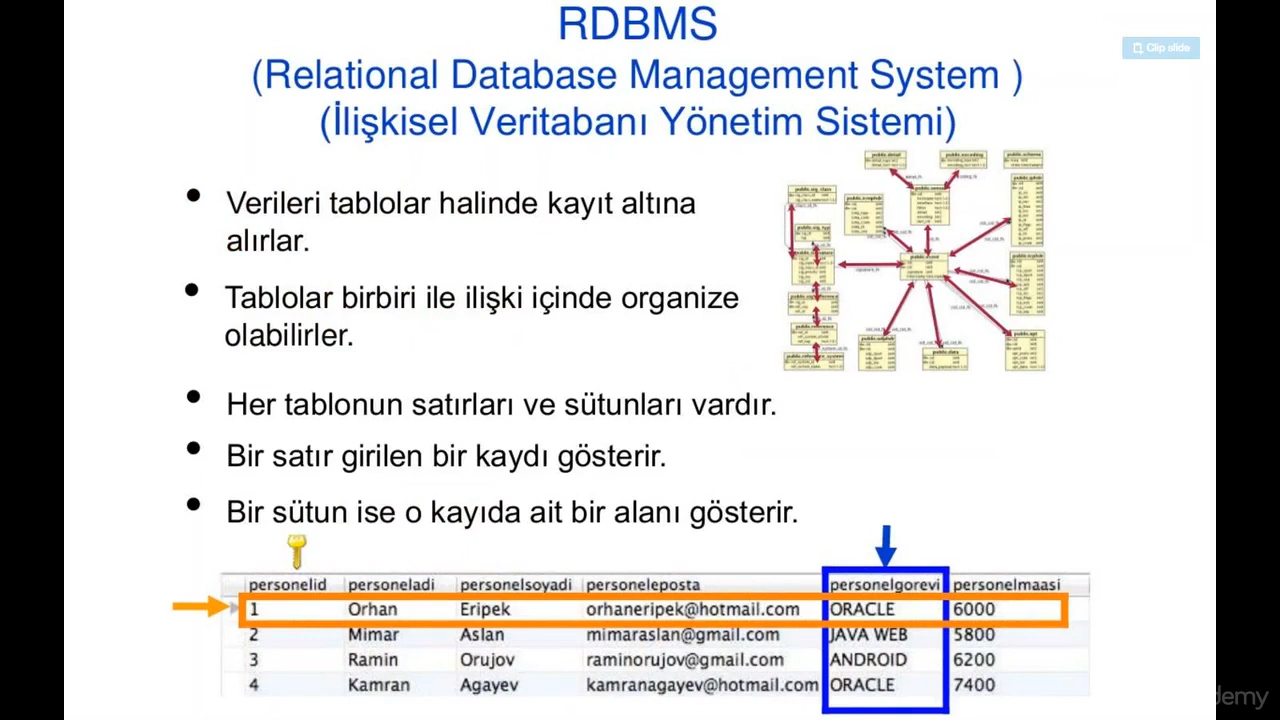 RDBMS
Clip slide
(Relational Database Management System )
(İlişkisel Veritabanı Yönetim Sistemi)
• Verileri tablolar halinde kayıt altına
alırlar.
• Tablolar birbiri ile ilişki içinde organize
olabilirler.
• Her tablonun satırları ve sütunları vardır.
• Bir satır girilen bir kaydı gösterir.
• Bir sütun ise o kayıda ait bir alanı gösterir.
personelid personeladi personelsoyadi personeleposta personelgorevi personelmaasi
1 Orhan Eripek orhaneripek@hotmail.com ORACLE 6000
2 Mimar Aslan mimaraslan@gmail.com JAVA WEB 5800
3 Ramin Orujov raminorujov@gmail.com ANDROID 6200
4 Kamran Agayev kamranagayev@hotmail.com ORACLE 7400
demy